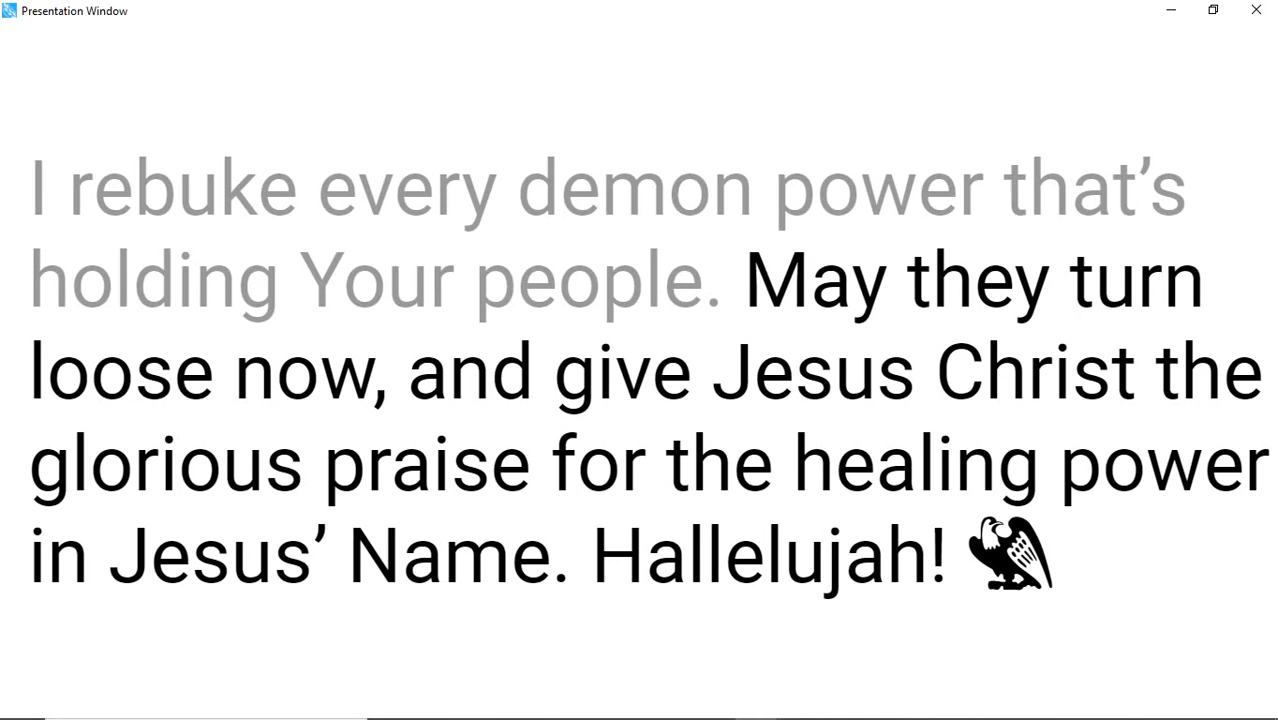 Presentation Window
I rebuke every demon power that’s
holding Your people. May they turn
loose now, and give Jesus Christ the
glorious praise for the healing power
in Jesus’ Name. Hallelujah!